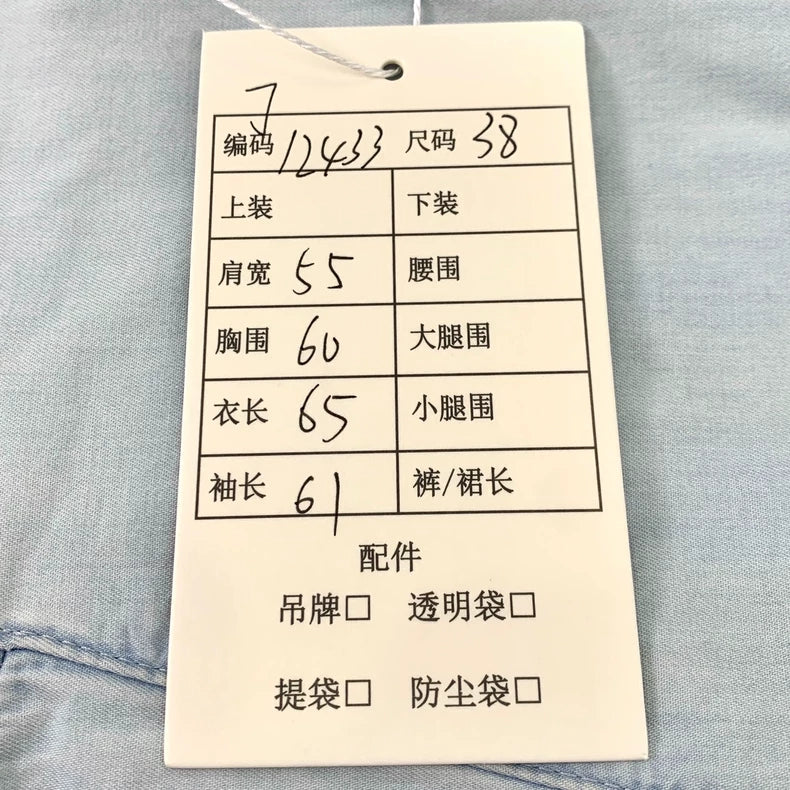 编码 12433 尺码 38
上装 下装
肩宽 55 腰围
胸围 60 大腿围
衣长 65 小腿围
袖长 61 裤/裙长
配件
吊牌□ 透明袋□
提袋□ 防尘袋□